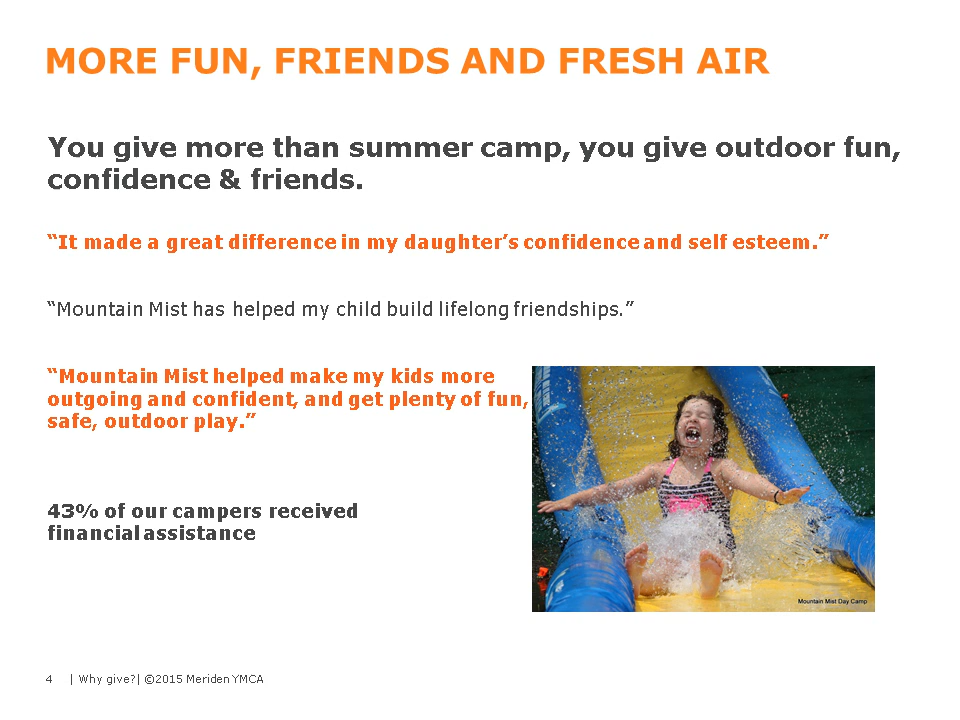 MORE FUN, FRIENDS AND FRESH AIR
You give more than summer camp, you give outdoor fun,
confidence & friends.
“It made a great difference in my daughter’s confidence and self esteem.”
“Mountain Mist has helped my child build lifelong friendships.”
“Mountain Mist helped make my kids more
outgoing and confident, and get plenty of fun,
safe, outdoor play.”
43% of our campers received
financial assistance
Mountain Mist Day Camp
4 | Why give?| ©2015 Meriden YMCA